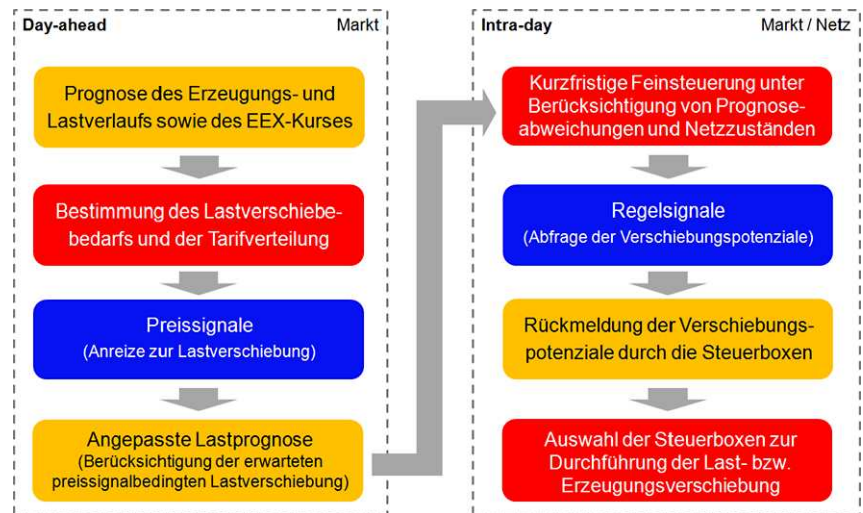 Day-ahead Markt
Prognose des Erzeugungs- und
Lastverlaufs sowie des EEX-Kurses
Bestimmung des Lastverschiebe-
bedarfs und der Tarifverteilung
Preissignale
(Anreize zur Lastverschiebung)
Angepasste Lastprognose
(Berücksichtigung der erwarteten
preissignalbedingten Lastverschiebung)
Intra-day Markt / Netz
Kurzfristige Feinsteuerung unter
Berücksichtigung von Prognose-
abweichungen und Netzzuständen
Regelsignale
(Abfrage der Verschiebungspotenziale)
Rückmeldung der Verschiebungs-
potenziale durch die Steuerboxen
Auswahl der Steuerboxen zur
Durchführung der Last- bzw.
Erzeugungsverschiebung